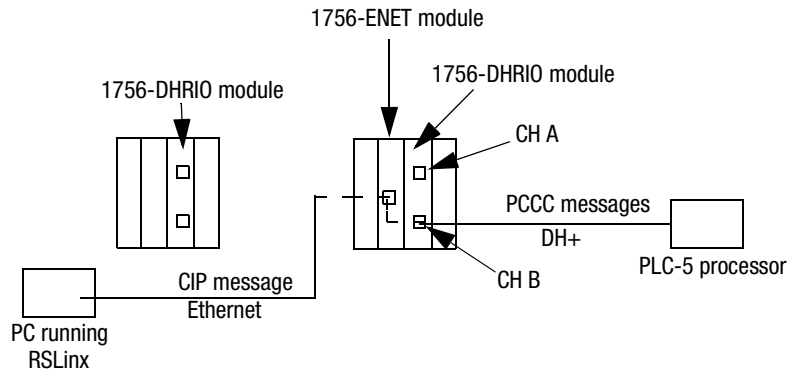 1756-ENET module
1756-DHRIO module
1756-DHRIO module
CH A
PCCC messages
DH+
PLC-5 processor
CH B
CIP message
Ethernet
PC running
RSLinx